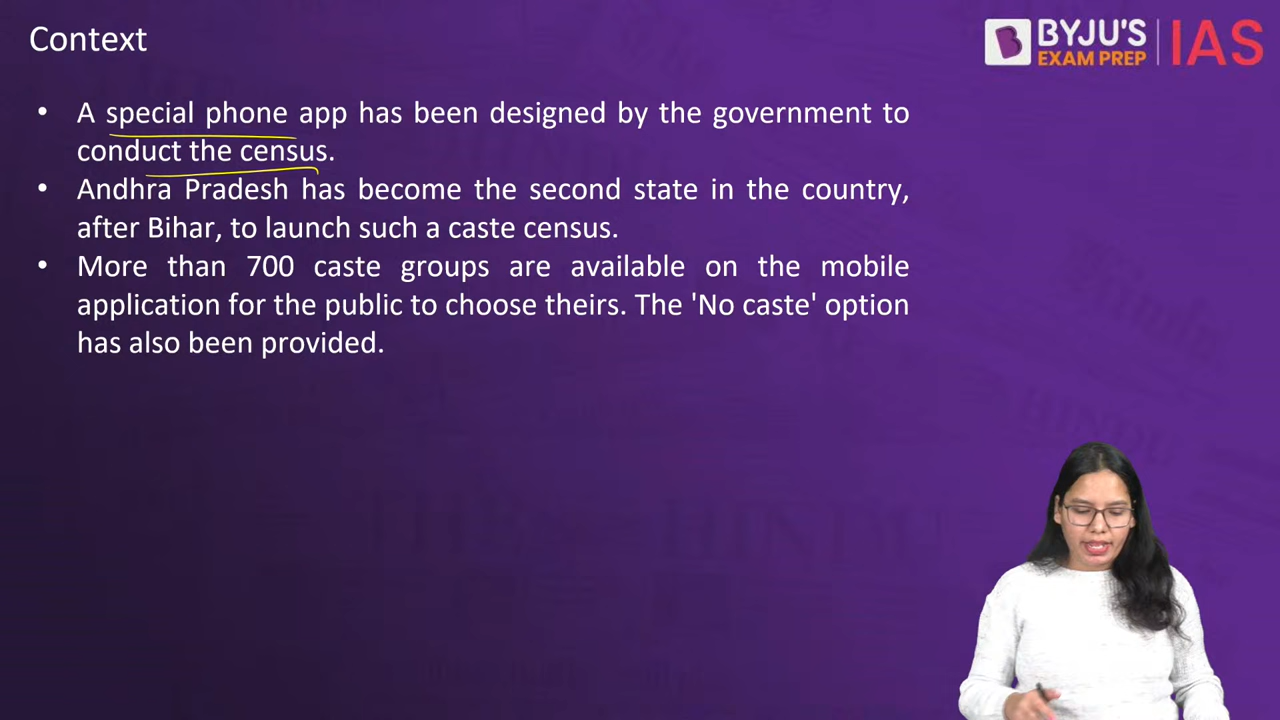 Context
BYJU'S
EXAM PREP
IAS
• A special phone app has been designed by the government to
conduct the census.
• Andhra Pradesh has become the second state in the country,
after Bihar, to launch such a caste census.
• More than 700 caste groups are available on the mobile
application for the public to choose theirs. The 'No caste' option
has also been provided.